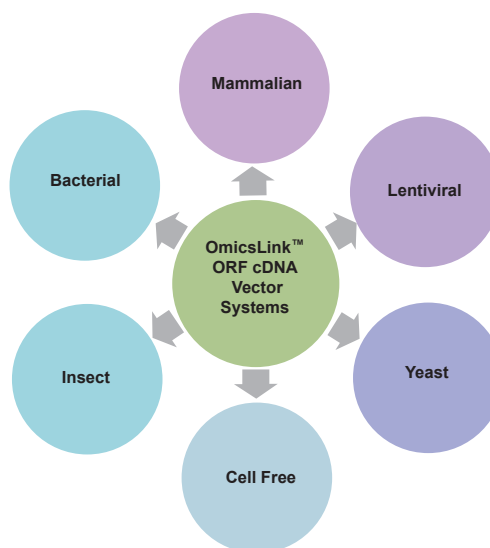 Mammalian
Bacterial
Lentiviral
OmicsLink™
ORF cDNA
Vector
Systems
Insect
Yeast
Cell Free